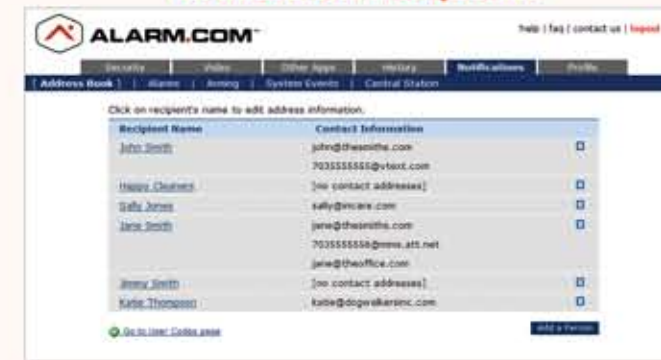 ALARM.COM
help | faq | contact us | logout
Security Video Other Apps History Notifications Profile
[ Address Book ] | Alarms | Arming | System Events | Central Station
Click on recipient's name to edit address information.
Recipient Name Contact Information
John Smith john@thesmiths.com
7035555555@vtext.com
Happy Cleaners [no contact addresses]
Sally Jones sally@incare.com
Jane Smith jane@thesmiths.com
7035555556@mms.att.net
jane@theoffice.com
Jimmy Smith [no contact addresses]
Katie Thompson katie@dogwalkersinc.com
Go to User Codes page Add a Person